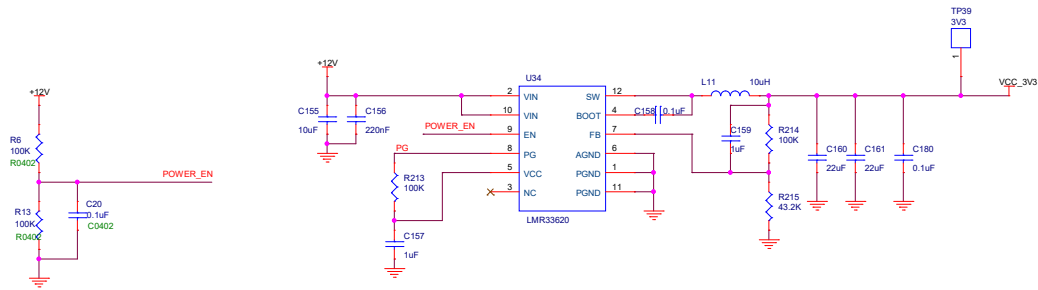 TP39
3V3
1
+12V
R6
100K
R0402
POWER_EN
R13
100K
R0402
C20
0.1uF
C0402
+12V
C155
10uF
C156
220nF
POWER_EN
PG
R213
100K
C157
1uF
U34
2 VIN SW 12
10 VIN BOOT 4
9 EN FB 7
8 PG AGND 6
5 VCC PGND 1
3 NC PGND 11
LMR33620
L11 10uH
C158 0.1uF
C159
1uF
R214
100K
R215
43.2K
C160
22uF
C161
22uF
C180
0.1uF
VCC_3V3